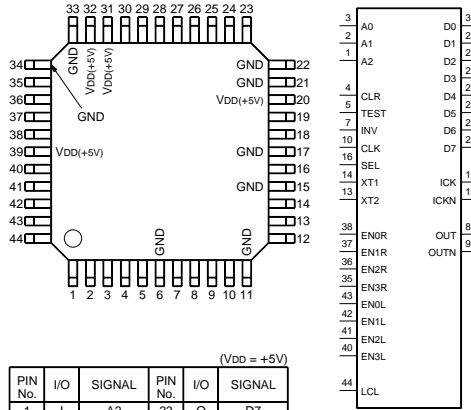 33 32 31 30 29 28 27 26 25 24 23
GND
VDD(+5V)
VDD(+5V)
34 GND 22
35 GND 21
36 VDD(+5V) 20
37 GND 19
38 18
39 VDD(+5V) GND 17
40 16
41 GND 15
42 14
43 13
44 12
GND
GND
1 2 3 4 5 6 7 8 9 10 11
3 A0 D0
2 A1 D1
1 A2 D2
D3
4 CLR D4
5 TEST D5
7 INV D6
10 CLK D7
16 SEL
14 XT1 ICK
13 XT2 ICKN
38 EN0R OUT 8
37 EN1R OUTN 9
36 EN2R
35 EN3R
43 EN0L
42 EN1L
41 EN2L
40 EN3L
44 LCL
(VDD = +5V)
PIN No. I/O SIGNAL PIN No. I/O SIGNAL
1 I A2 23 O D7